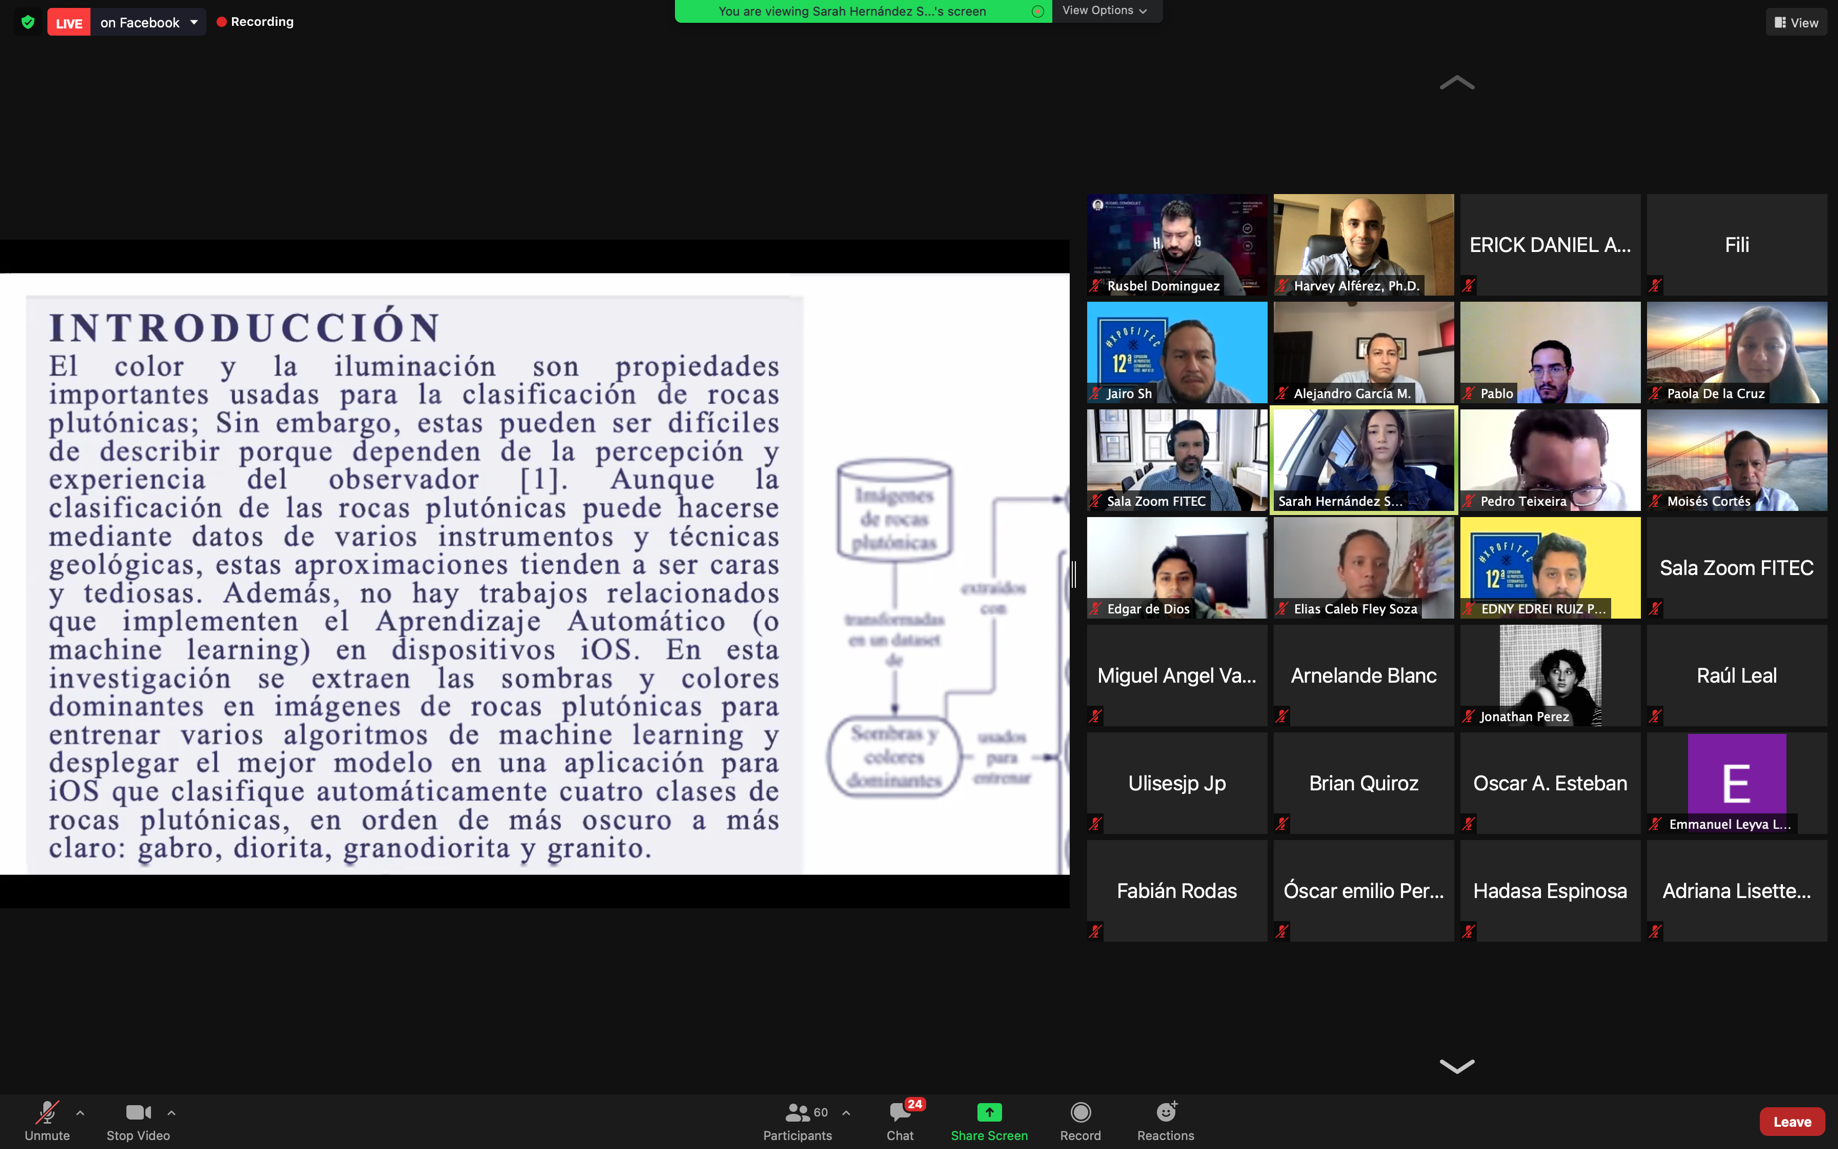 LIVE on Facebook
Recording
You are viewing Sarah Hernández S...'s screen
View Options
View
INTRODUCCIÓN
El color y la iluminación son propiedades
importantes usadas para la clasificación de rocas
plutónicas; Sin embargo, estas pueden ser difíciles
de describir porque dependen de la percepción y
experiencia del observador [1]. Aunque la
clasificación de las rocas plutónicas puede hacerse
mediante datos de varios instrumentos y técnicas
geológicas, estas aproximaciones tienden a ser caras
y tediosas. Además, no hay trabajos relacionados
que implementen el Aprendizaje Automático (o
machine learning) en dispositivos iOS. En esta
investigación se extraen las sombras y colores
dominantes en imágenes de rocas plutónicas para
entrenar varios algoritmos de machine learning y
desplegar el mejor modelo en una aplicación para
iOS que clasifique automáticamente cuatro clases de
rocas plutónicas, en orden de más oscuro a más
claro: gabro, diorita, granodiorita y granito.
Imágenes
de rocas
plutónicas
extraídos
con
transformadas
en un dataset
de
Sombras y
colores
dominantes
usados
para
entrenar
Rusbel Dominguez
Harvey Alférez, Ph.D.
ERICK DANIEL A...
Fili
#XPOFITEC
12ª
Jairo Sh
Alejandro García M.
Pablo
Paola De la Cruz
Sala Zoom FITEC
Sarah Hernández S...
Pedro Teixeira
Moisés Cortés
Edgar de Dios
Elias Caleb Fley Soza
#XPOFITEC
12ª
EDNY EDREI RUIZ P...
Sala Zoom FITEC
Miguel Angel Va...
Arnelande Blanc
Jonathan Perez
Raúl Leal
Ulisesjp Jp
Brian Quiroz
Oscar A. Esteban
E
Emmanuel Leyva L...
Fabián Rodas
Óscar emilio Per...
Hadasa Espinosa
Adriana Lisette...
Unmute
Stop Video
60
Participants
24
Chat
Share Screen
Record
Reactions
Leave